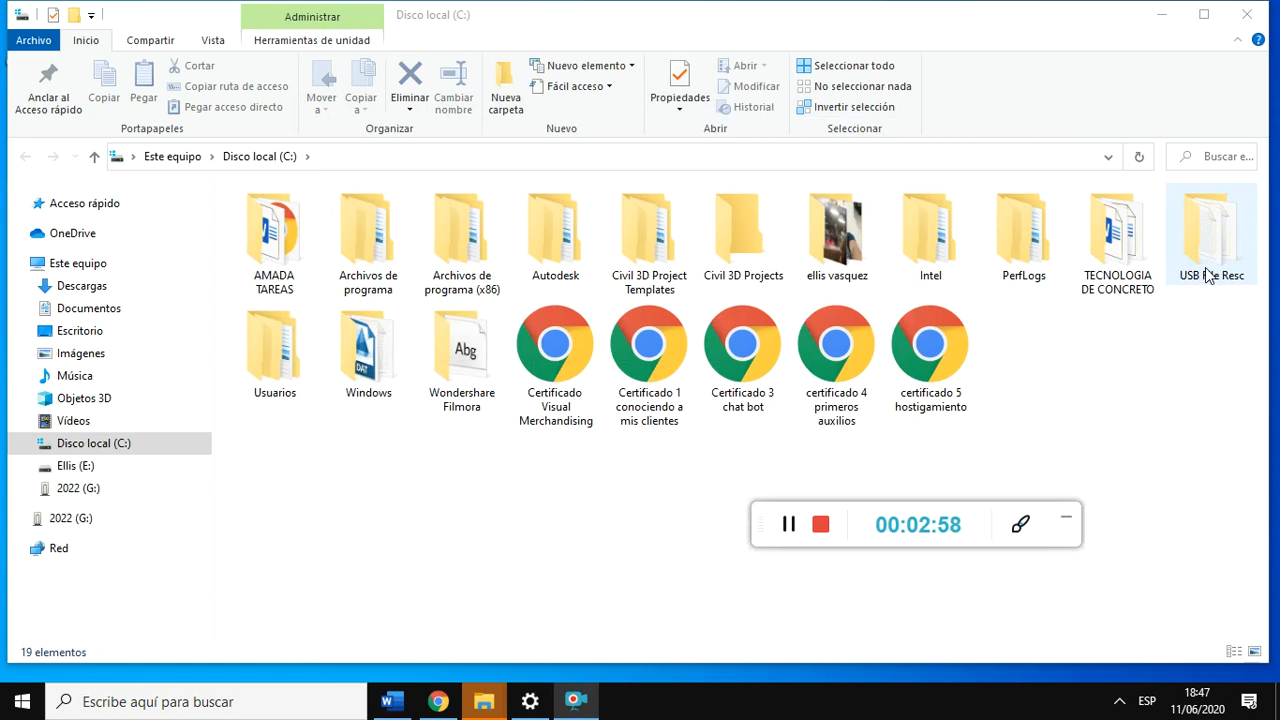 Administrar
Disco local (C:)
Archivo
Inicio
Compartir
Vista
Herramientas de unidad
Anclar al
Acceso rápido
Copiar
Pegar
Cortar
Copiar ruta de acceso
Pegar acceso directo
Portapapeles
Mover
a
Copiar
a
Eliminar
Cambiar
nombre
Organizar
Nueva
carpeta
Nuevo elemento
Fácil acceso
Nuevo
Propiedades
Abrir
Modificar
Historial
Abrir
Seleccionar todo
No seleccionar nada
Invertir selección
Seleccionar
Este equipo > Disco local (C:) >
Buscar e...
Acceso rápido
OneDrive
Este equipo
Descargas
Documentos
Escritorio
Imágenes
Música
Objetos 3D
Vídeos
Disco local (C:)
Ellis (E:)
2022 (G:)
2022 (G:)
Red
AMADA
TAREAS
Archivos de
programa
Archivos de
programa (x86)
Autodesk
Civil 3D Project
Templates
Civil 3D Projects
ellis vasquez
Intel
PerfLogs
TECNOLOGIA
DE CONCRETO
USB de Resc
Usuarios
DAT
Windows
Abg
Wondershare
Filmora
Certificado
Visual
Merchandising
Certificado 1
conociendo a
mis clientes
Certificado 3
chat bot
certificado 4
primeros
auxilios
certificado 5
hostigamiento
00:02:58
19 elementos
Escribe aquí para buscar
ESP
18:47
11/06/2020